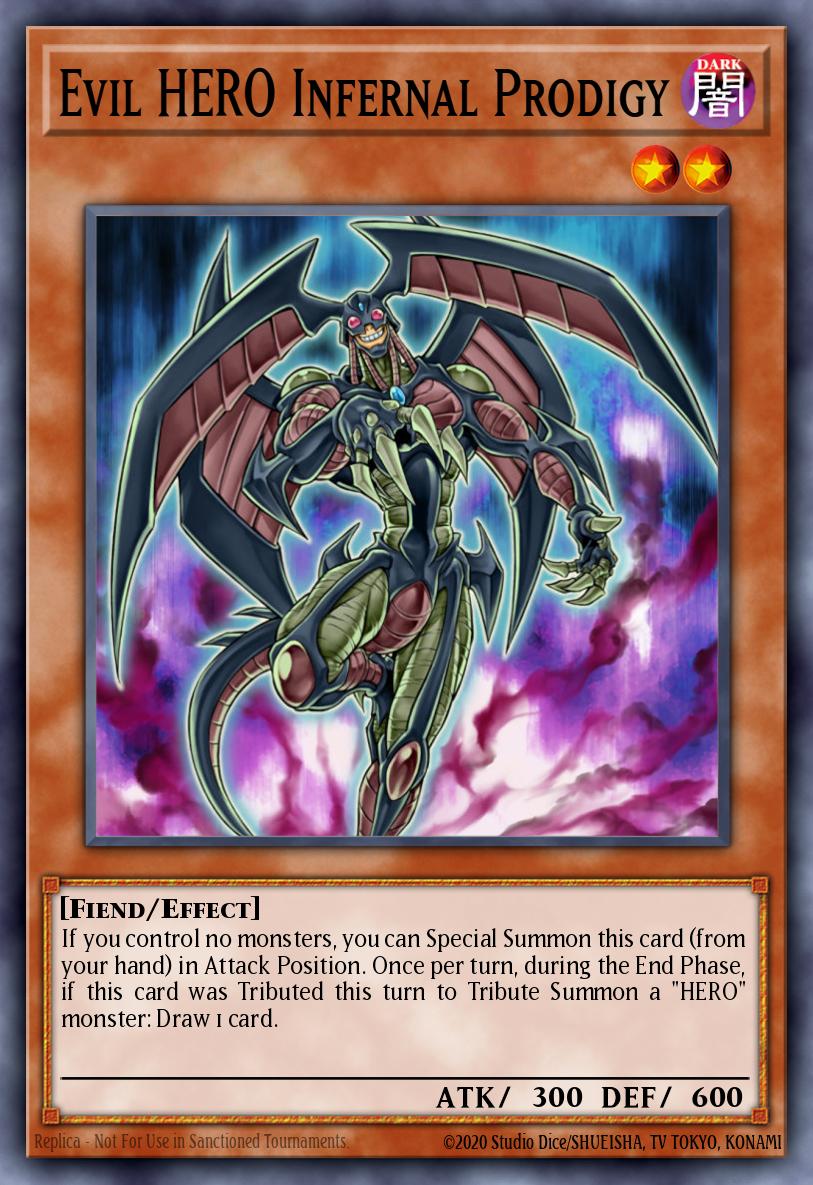 Evil HERO Infernal Prodigy
DARK
闇
[Fiend/Effect]
If you control no monsters, you can Special Summon this card (from
your hand) in Attack Position. Once per turn, during the End Phase,
if this card was Tributed this turn to Tribute Summon a "HERO"
monster: Draw 1 card.
ATK/ 300 DEF/ 600
Replica - Not For Use in Sanctioned Tournaments.
©2020 Studio Dice/SHUEISHA, TV TOKYO, KONAMI